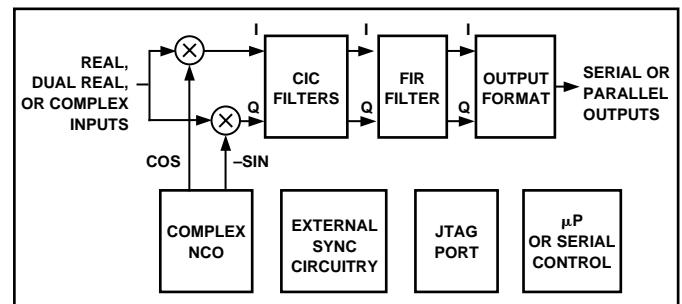 REAL,
DUAL REAL,
OR COMPLEX
INPUTS
I
Q
CIC
FILTERS
I
Q
FIR
FILTER
I
Q
OUTPUT
FORMAT
SERIAL OR
PARALLEL
OUTPUTS
COS
–SIN
COMPLEX
NCO
EXTERNAL
SYNC
CIRCUITRY
JTAG
PORT
μP
OR SERIAL
CONTROL